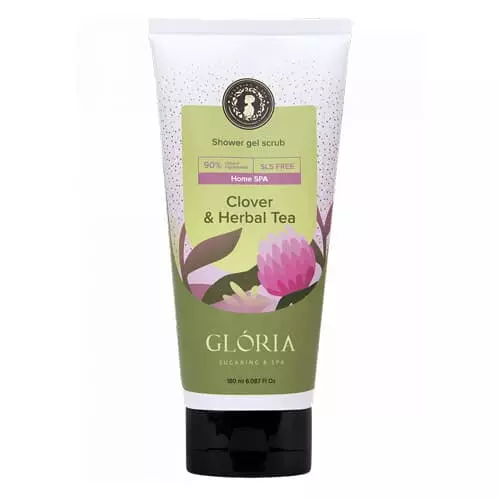 Shower gel scrub
90%
SLS FREE
Home SPA
Clover
& Herbal Tea
GLÓRIA
SUGARING & SPA
180 ml 6.087 Fl Oz